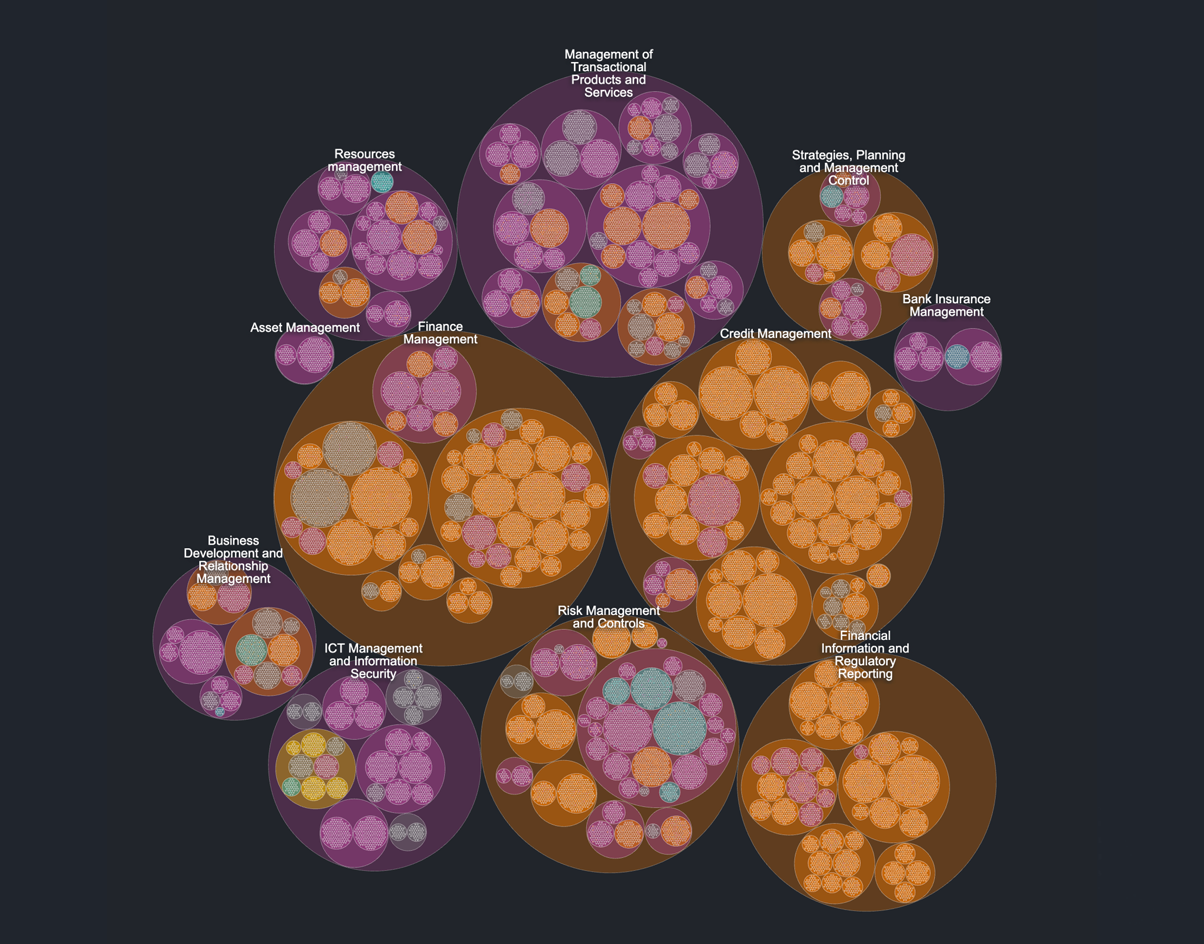 Management of
Transactional
Products and
Services
Resources
management
Strategies, Planning
and Management
Control
Bank Insurance
Management
Asset Management
Finance
Management
Credit Management
Business
Development and
Relationship
Management
Risk Management
and Controls
ICT Management
and Information
Security
Financial
Information and
Regulatory
Reporting